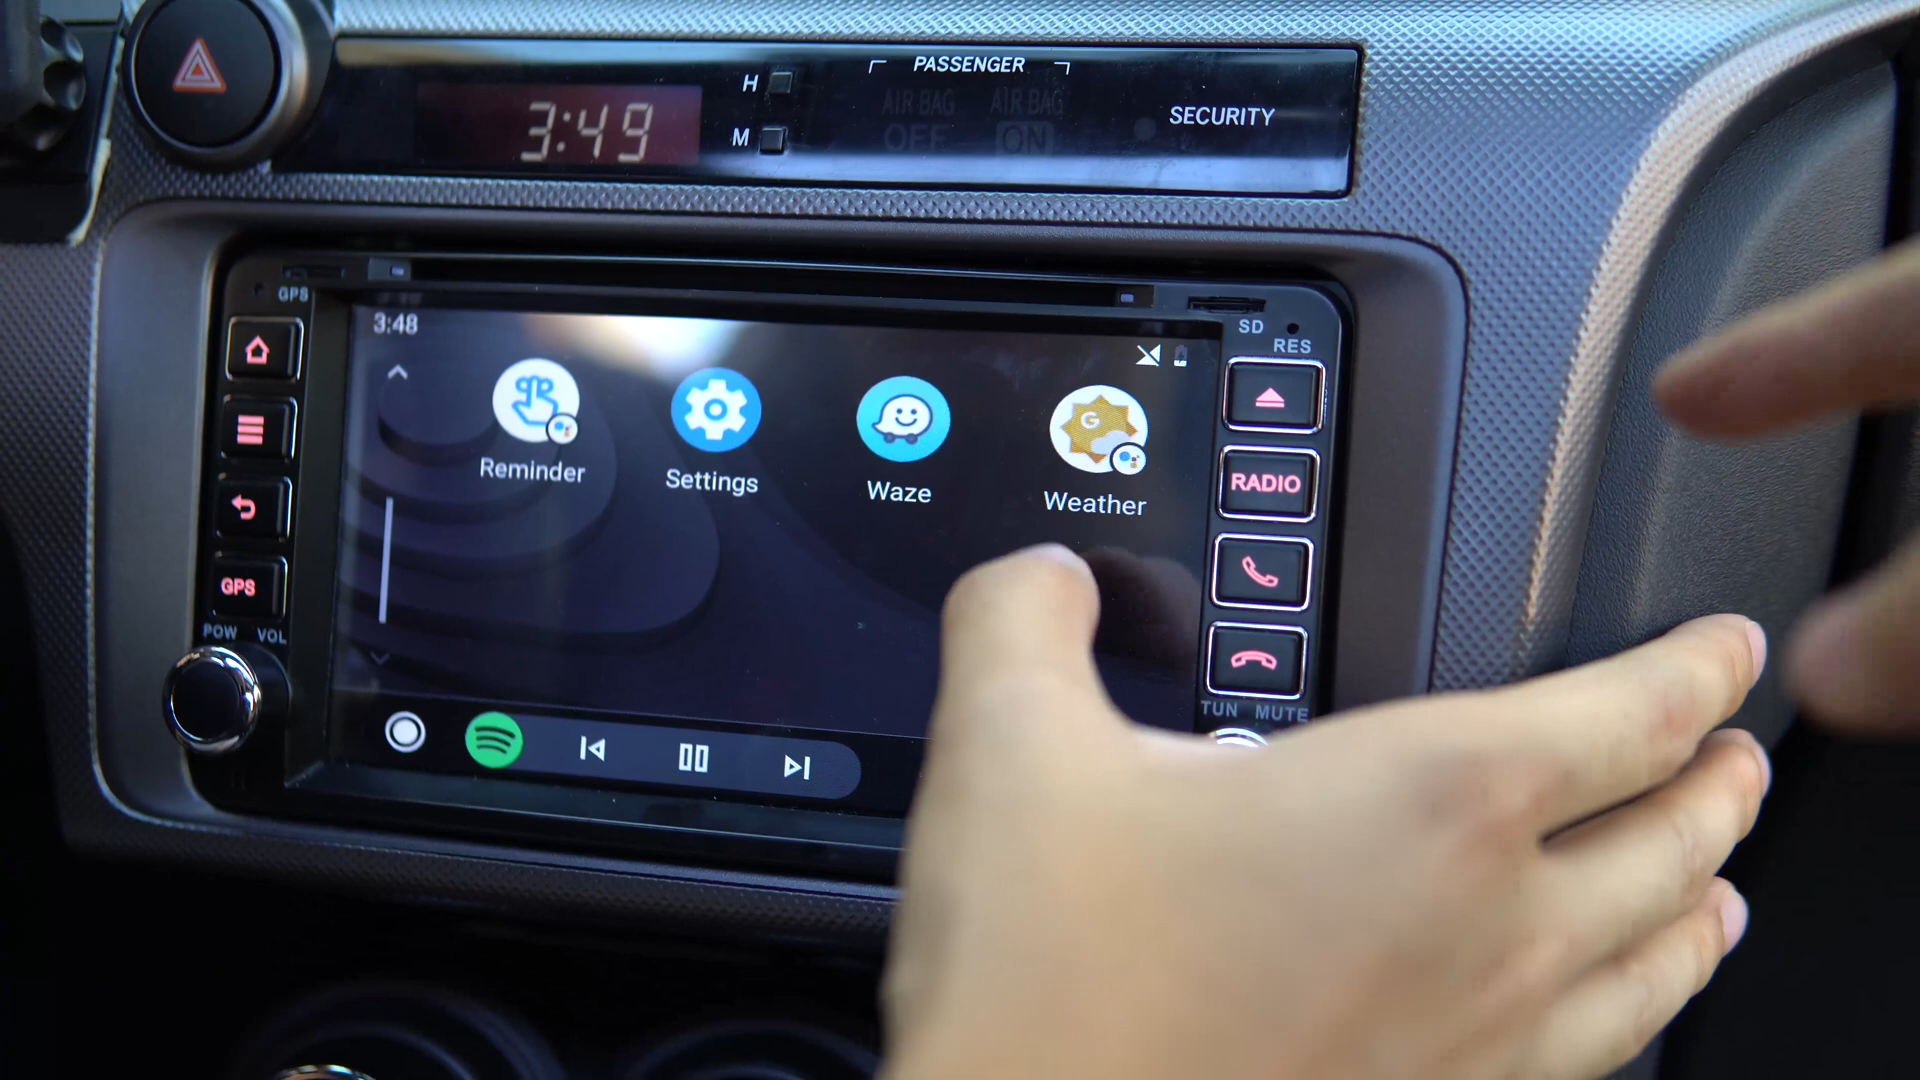 PASSENGER
H
AIR BAG AIR BAG
3:49
SECURITY
M
OFF ON
GPS
3:48
SD
RES
G
Reminder
Settings
Waze
Weather
RADIO
GPS
POW VOL
TUN MUTE